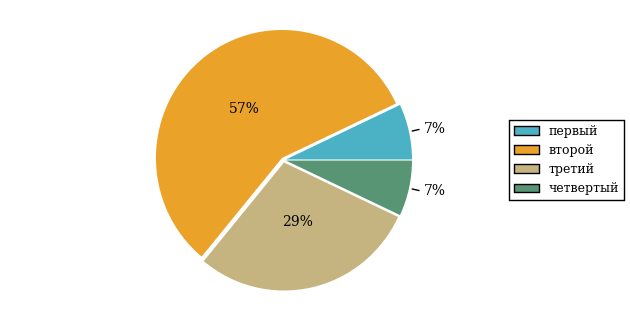 57%
7%
7%
29%
первый
второй
третий
четвертый